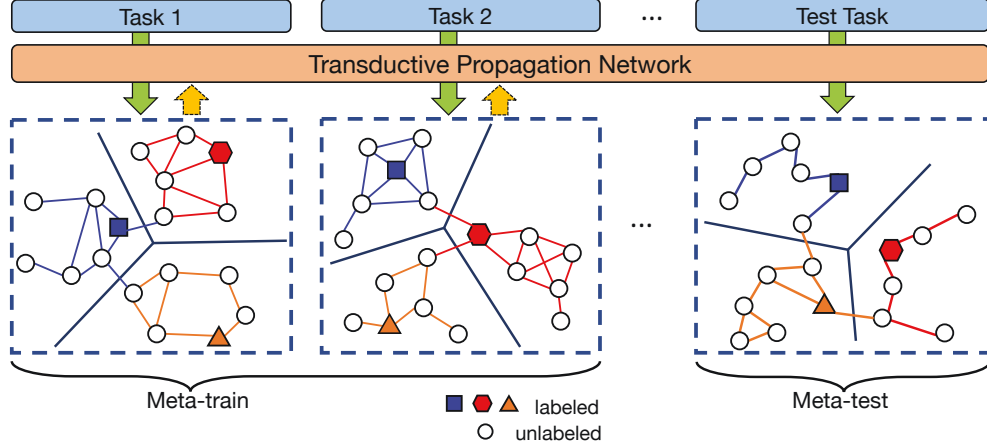 Task 1
Task 2
...
Test Task
Transductive Propagation Network
...
Meta-train
Meta-test
labeled
unlabeled